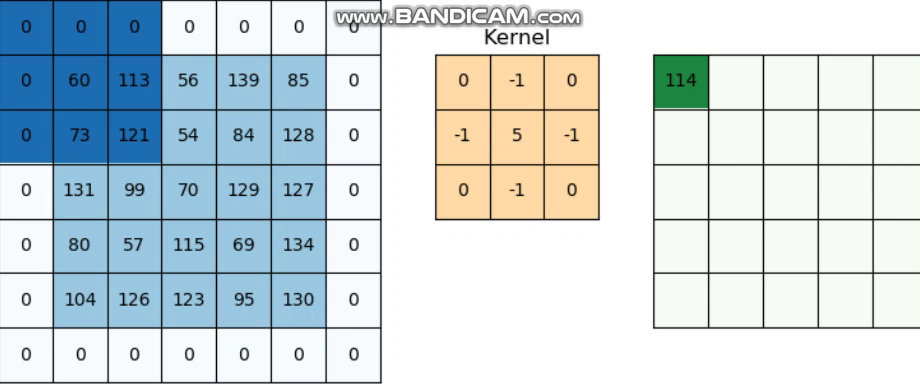 www.BANDICAM.com
Kernel
0 0 0 0 0 0 0
0 60 113 56 139 85 0 0 -1 0 114
0 73 121 54 84 128 0 -1 5 -1
0 131 99 70 129 127 0 0 -1 0
0 80 57 115 69 134 0
0 104 126 123 95 130 0
0 0 0 0 0 0 0